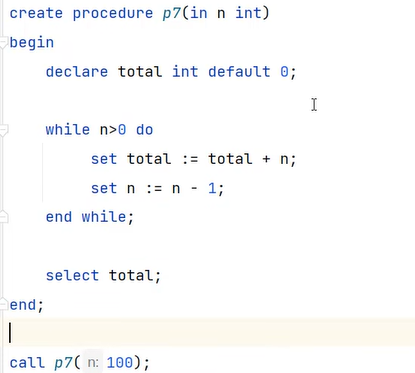 create procedure p7(in n int)
begin
declare total int default 0;
while n>0 do
set total := total + n;
set n := n - 1;
end while;
select total;
end;
call p7( n: 100);